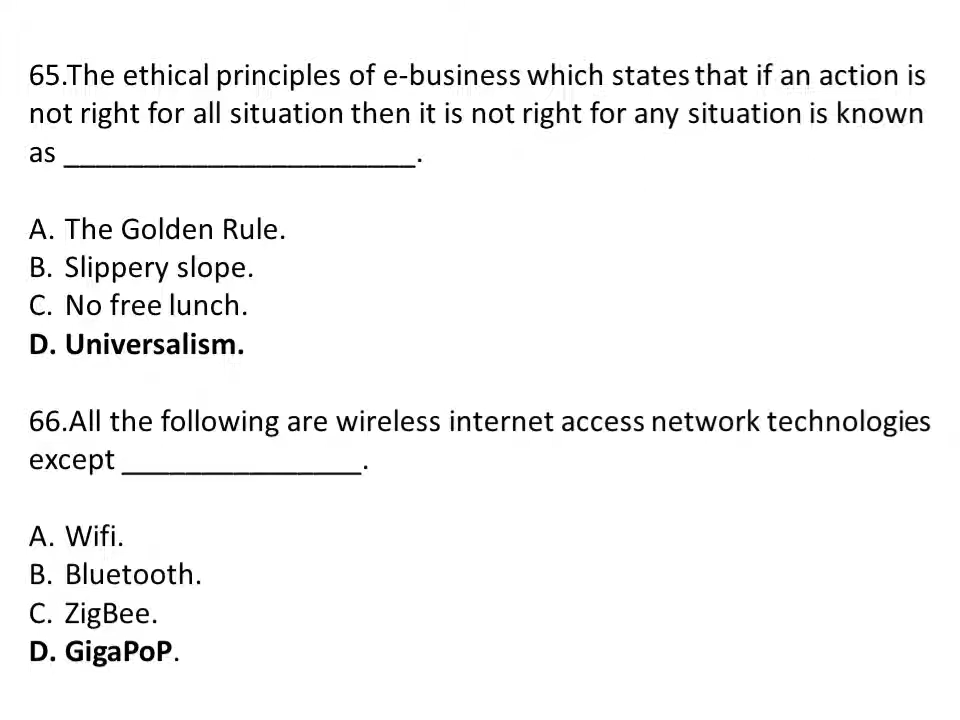 65.The ethical principles of e-business which states that if an action is
not right for all situation then it is not right for any situation is known
as ______________________.
A. The Golden Rule.
B. Slippery slope.
C. No free lunch.
D. Universalism.
66.All the following are wireless internet access network technologies
except _______________.
A. Wifi.
B. Bluetooth.
C. ZigBee.
D. GigaPoP.